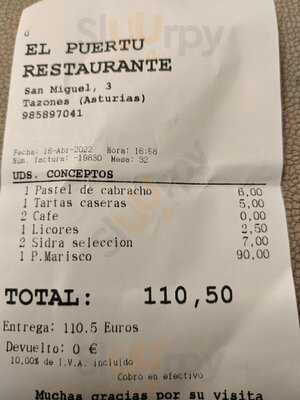 EL PUERTU
RESTAURANTE
San Miguel, 3
Tazones (Asturias)
985897041
Fecha: 16-Abr-2022 Hora: 16:58
Núm. factura: -19830 Mesa: 32
UDS. CONCEPTOS
1 Pastel de cabracho 6,00
1 Tartas caseras 5,00
2 Cafe 0,00
1 Licores 2,50
2 Sidra seleccion 7,00
1 P.Marisco 90,00
TOTAL: 110,50
Entrega: 110.5 Euros
Devuelto: 0 €
10,00% de I.V.A. incluido
Cobro en efectivo
Muchas gracias por su visita
Sluurpy